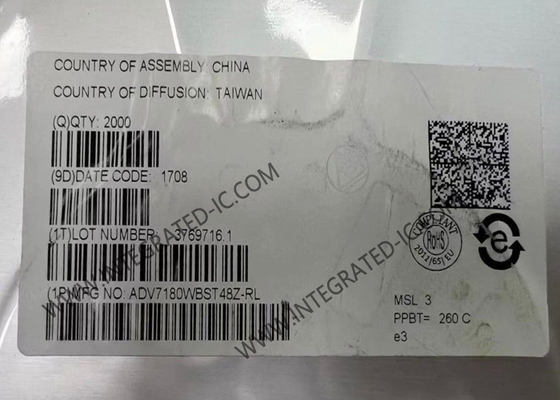 COUNTRY OF ASSEMBLY: CHINA
COUNTRY OF DIFFUSION: TAIWAN
(Q)QTY: 2000
(9D)DATE CODE: 1708
(1T)LOT NUMBER: 3769716.1
(1P)MFG NO: ADV7180WBST48Z-RL
COMPLIANT
RoHS
2011/65/EU
e
MSL 3
PPBT= 260 C
e3
WWW.INTEGRATED-IC.COM
WWW.INTEGRATED-IC.COM